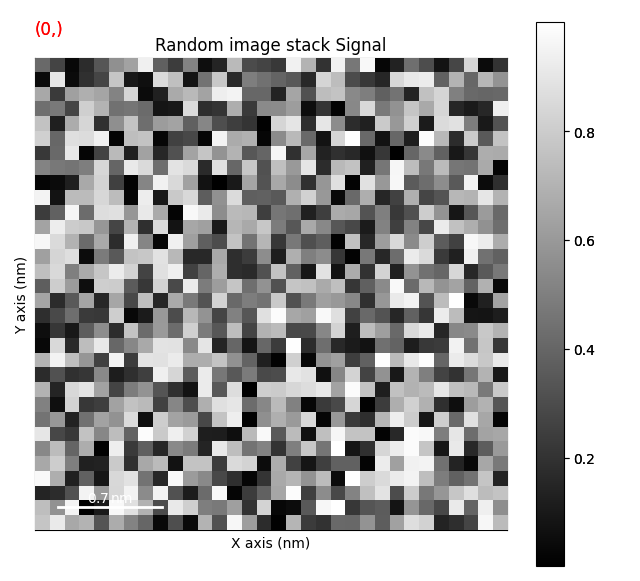 (0,)
Random image stack Signal
Y axis (nm)
0.8
0.6
0.4
0.2
0.7 nm
X axis (nm)